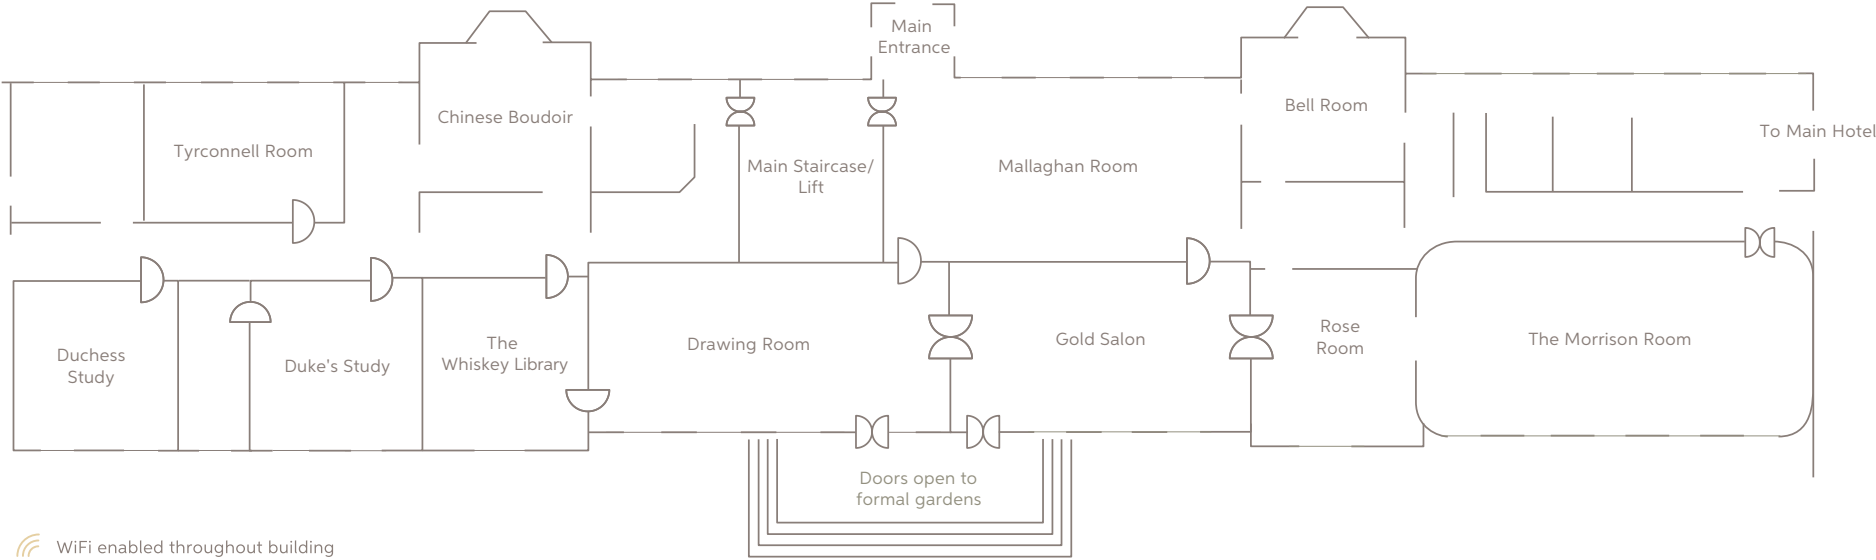 Main
Entrance
Chinese Boudoir
Bell Room
To Main Hotel
Tyrconnell Room
Main Staircase/
Lift
Mallaghan Room
Duchess
Study
Duke's Study
The
Whiskey Library
Drawing Room
Gold Salon
Rose
Room
The Morrison Room
Doors open to
formal gardens
WiFi enabled throughout building